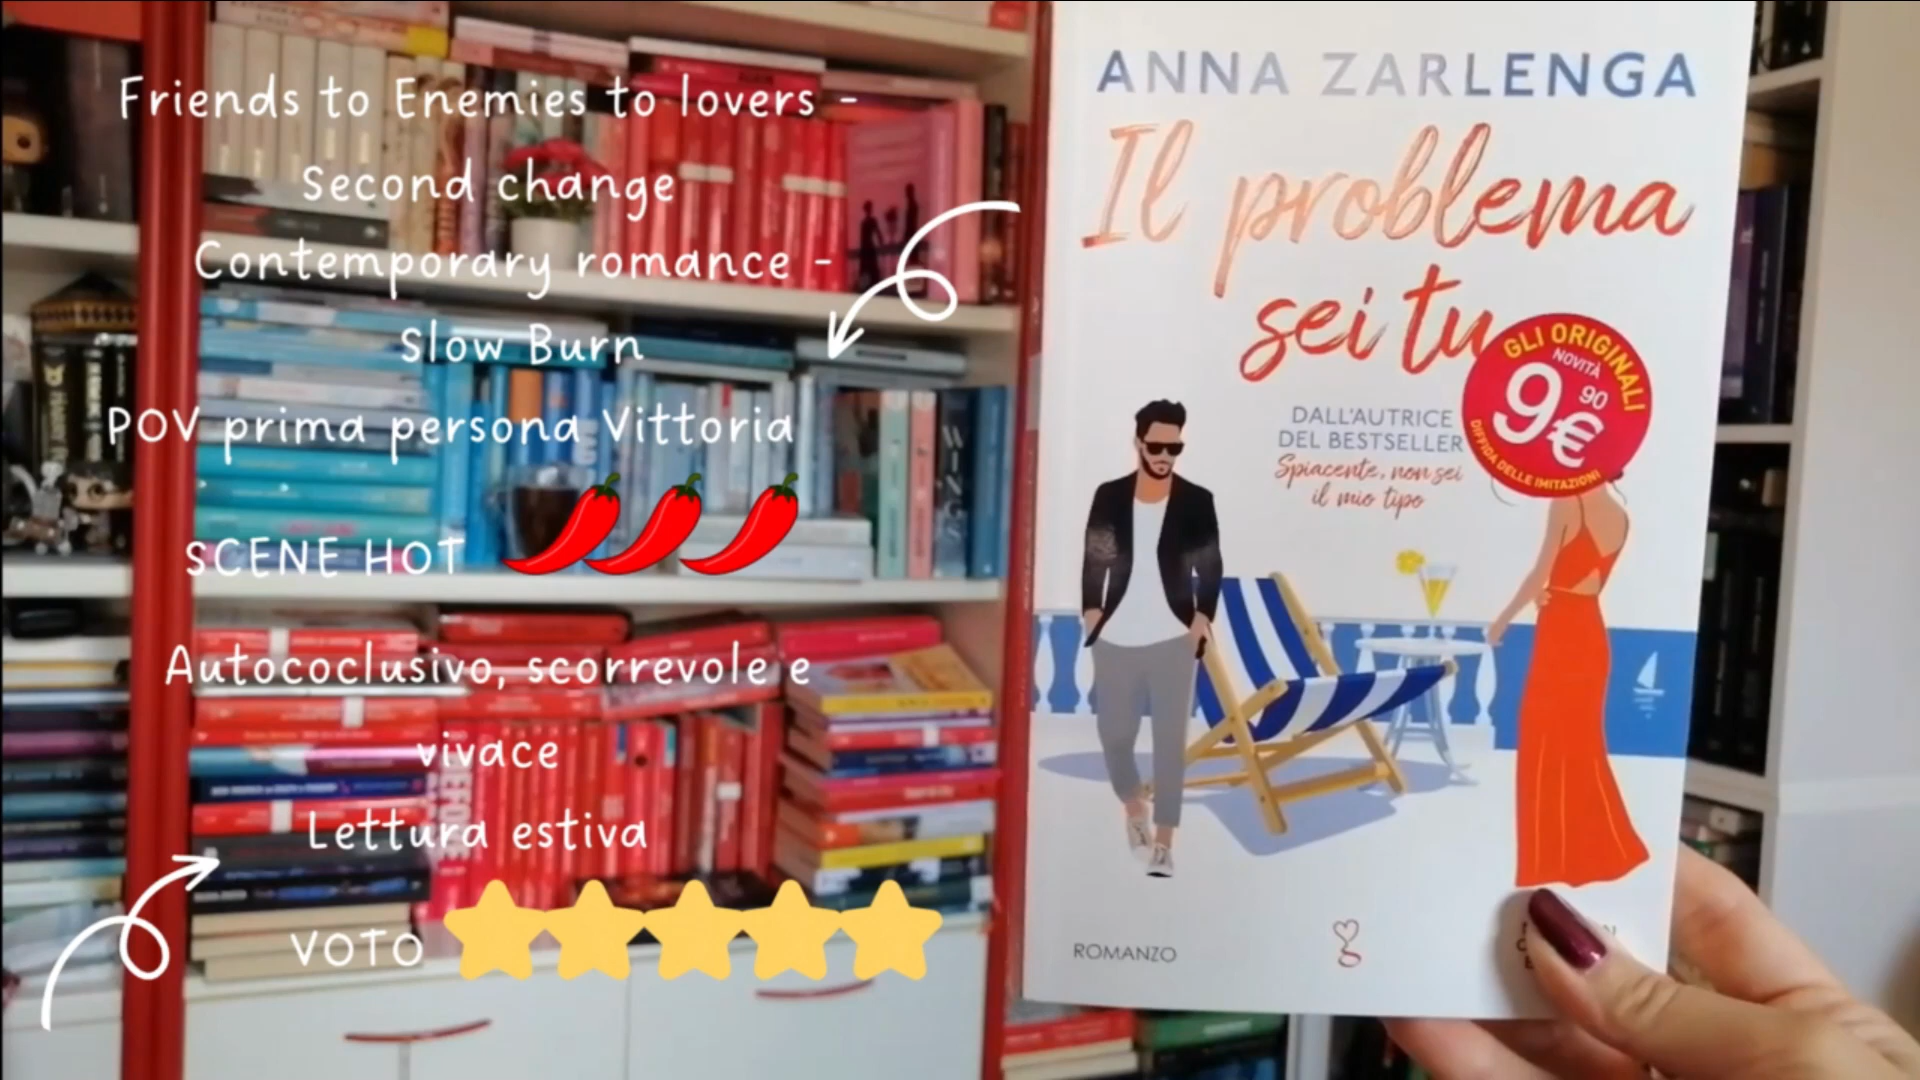 Friends to Enemies to lovers -
Second change
Contemporary romance -
Slow Burn
POV prima persona Vittoria
SCENE HOT
Autococlusivo, scorrevole e
vivace
Lettura estiva
VOTO
ANNA ZARLENGA
Il problema
sei tu
GLI ORIGINALI
NOVITÀ
9 90
€
DIFFIDA DELLE IMITAZIONI
DALL'AUTRICE
DEL BESTSELLER
Spiacente, non sei
il mio tipo
ROMANZO